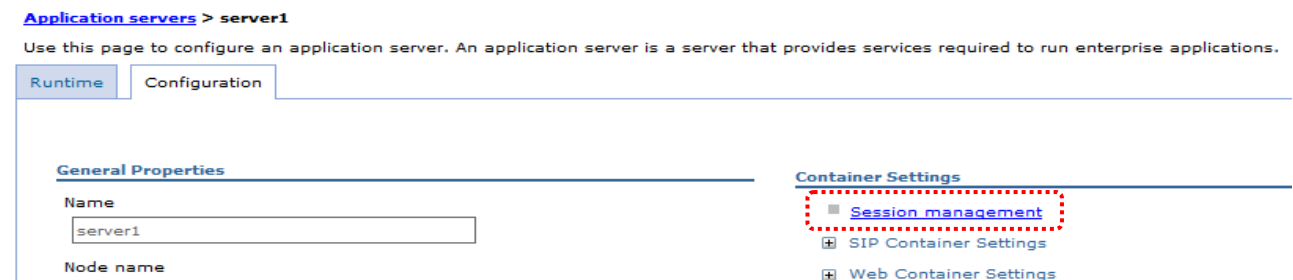 Application servers > server1
Use this page to configure an application server. An application server is a server that provides services required to run enterprise applications.
Runtime
Configuration
General Properties
Name
server1
Node name
Container Settings
Session management
SIP Container Settings
Web Container Settings